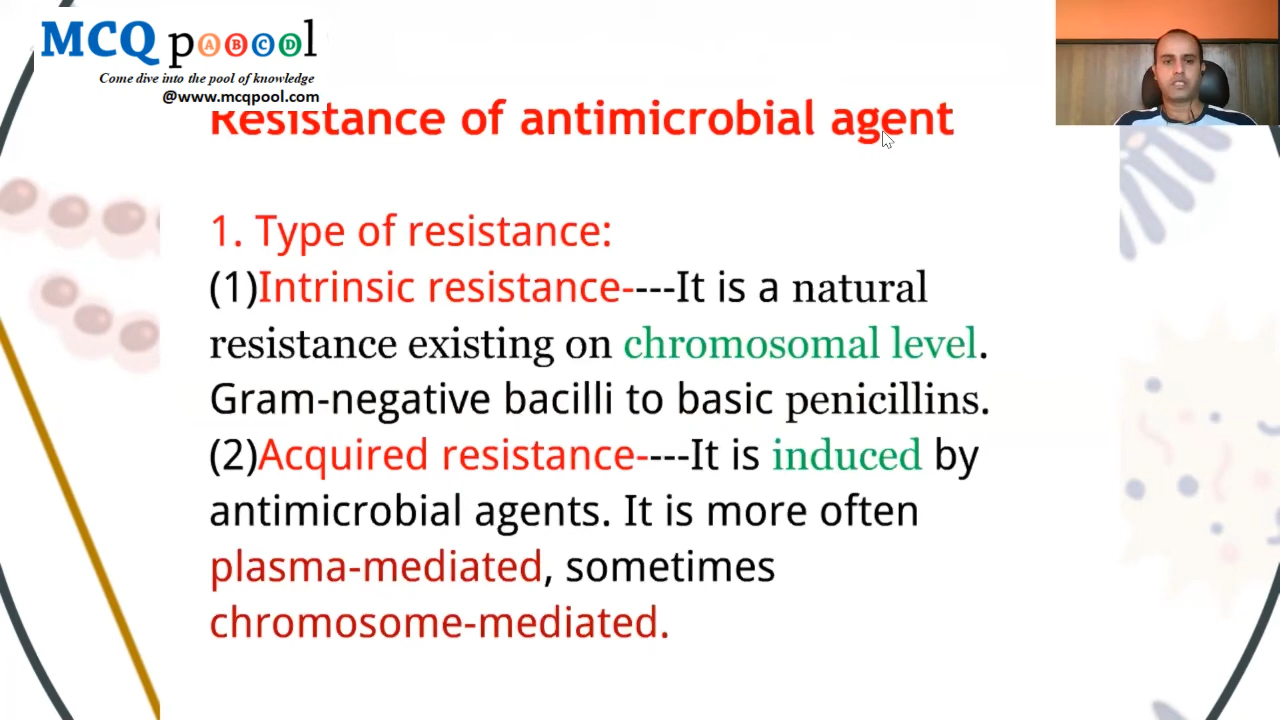 MCQ pooool
A B C D
Come dive into the pool of knowledge
@www.mcqpool.com
Resistance of antimicrobial agent
1. Type of resistance:
(1)Intrinsic resistance----It is a natural
resistance existing on chromosomal level.
Gram-negative bacilli to basic penicillins.
(2)Acquired resistance----It is induced by
antimicrobial agents. It is more often
plasma-mediated, sometimes
chromosome-mediated.